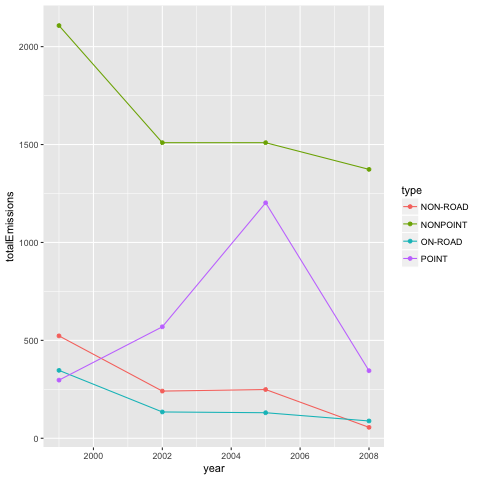 totalEmissions
2000
1500
1000
500
0
2000
2002
2004
2006
2008
year
type
NON-ROAD
NONPOINT
ON-ROAD
POINT